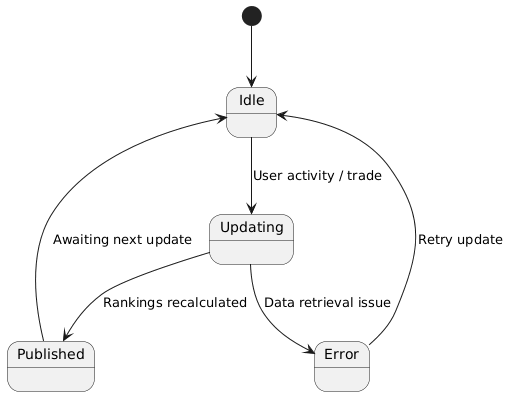 Idle
User activity / trade
Updating
Awaiting next update
Retry update
Rankings recalculated
Data retrieval issue
Published
Error